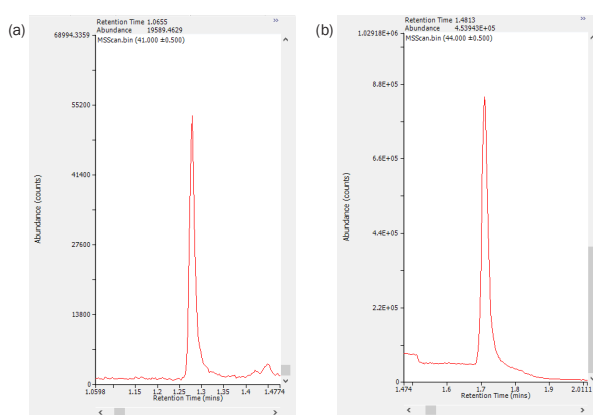 (a)
Retention Time 1.0655
Abundance 19589.4629
»
68994.3359
MSScan.bin (41.000 ±0.500)
55200
41400
27600
13800
0
Abundance (counts)
1.0598 1.15 1.2 1.25 1.3 1.35 1.4 1.4774
Retention Time (mins)
(b)
Retention Time 1.4813
Abundance 4.53943E+05
»
1.02918E+06
MSScan.bin (44.000 ±0.500)
8.8E+05
6.6E+05
4.4E+05
2.2E+05
0
Abundance (counts)
1.474 1.6 1.7 1.8 1.9 2.0111
Retention Time (mins)